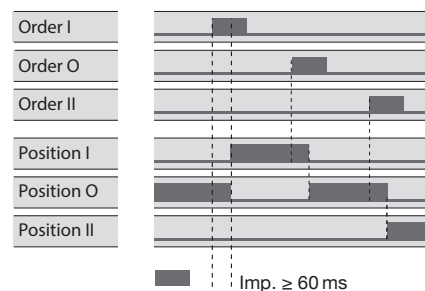 Order I
Order O
Order II
Position I
Position O
Position II
Imp. ≥ 60 ms